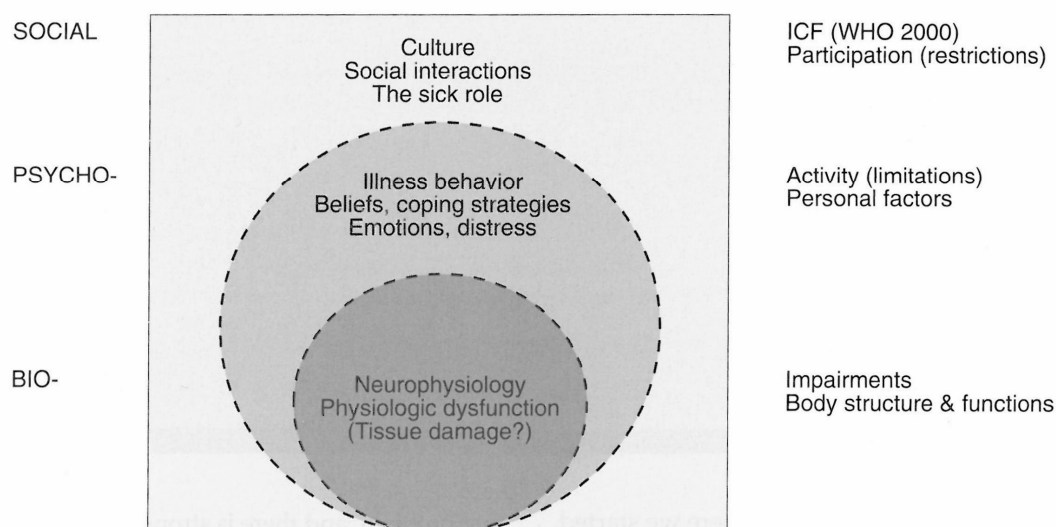 SOCIAL
Culture
Social interactions
The sick role
ICF (WHO 2000)
Participation (restrictions)
PSYCHO-
Illness behavior
Beliefs, coping strategies
Emotions, distress
Activity (limitations)
Personal factors
BIO-
Neurophysiology
Physiologic dysfunction
(Tissue damage?)
Impairments
Body structure & functions